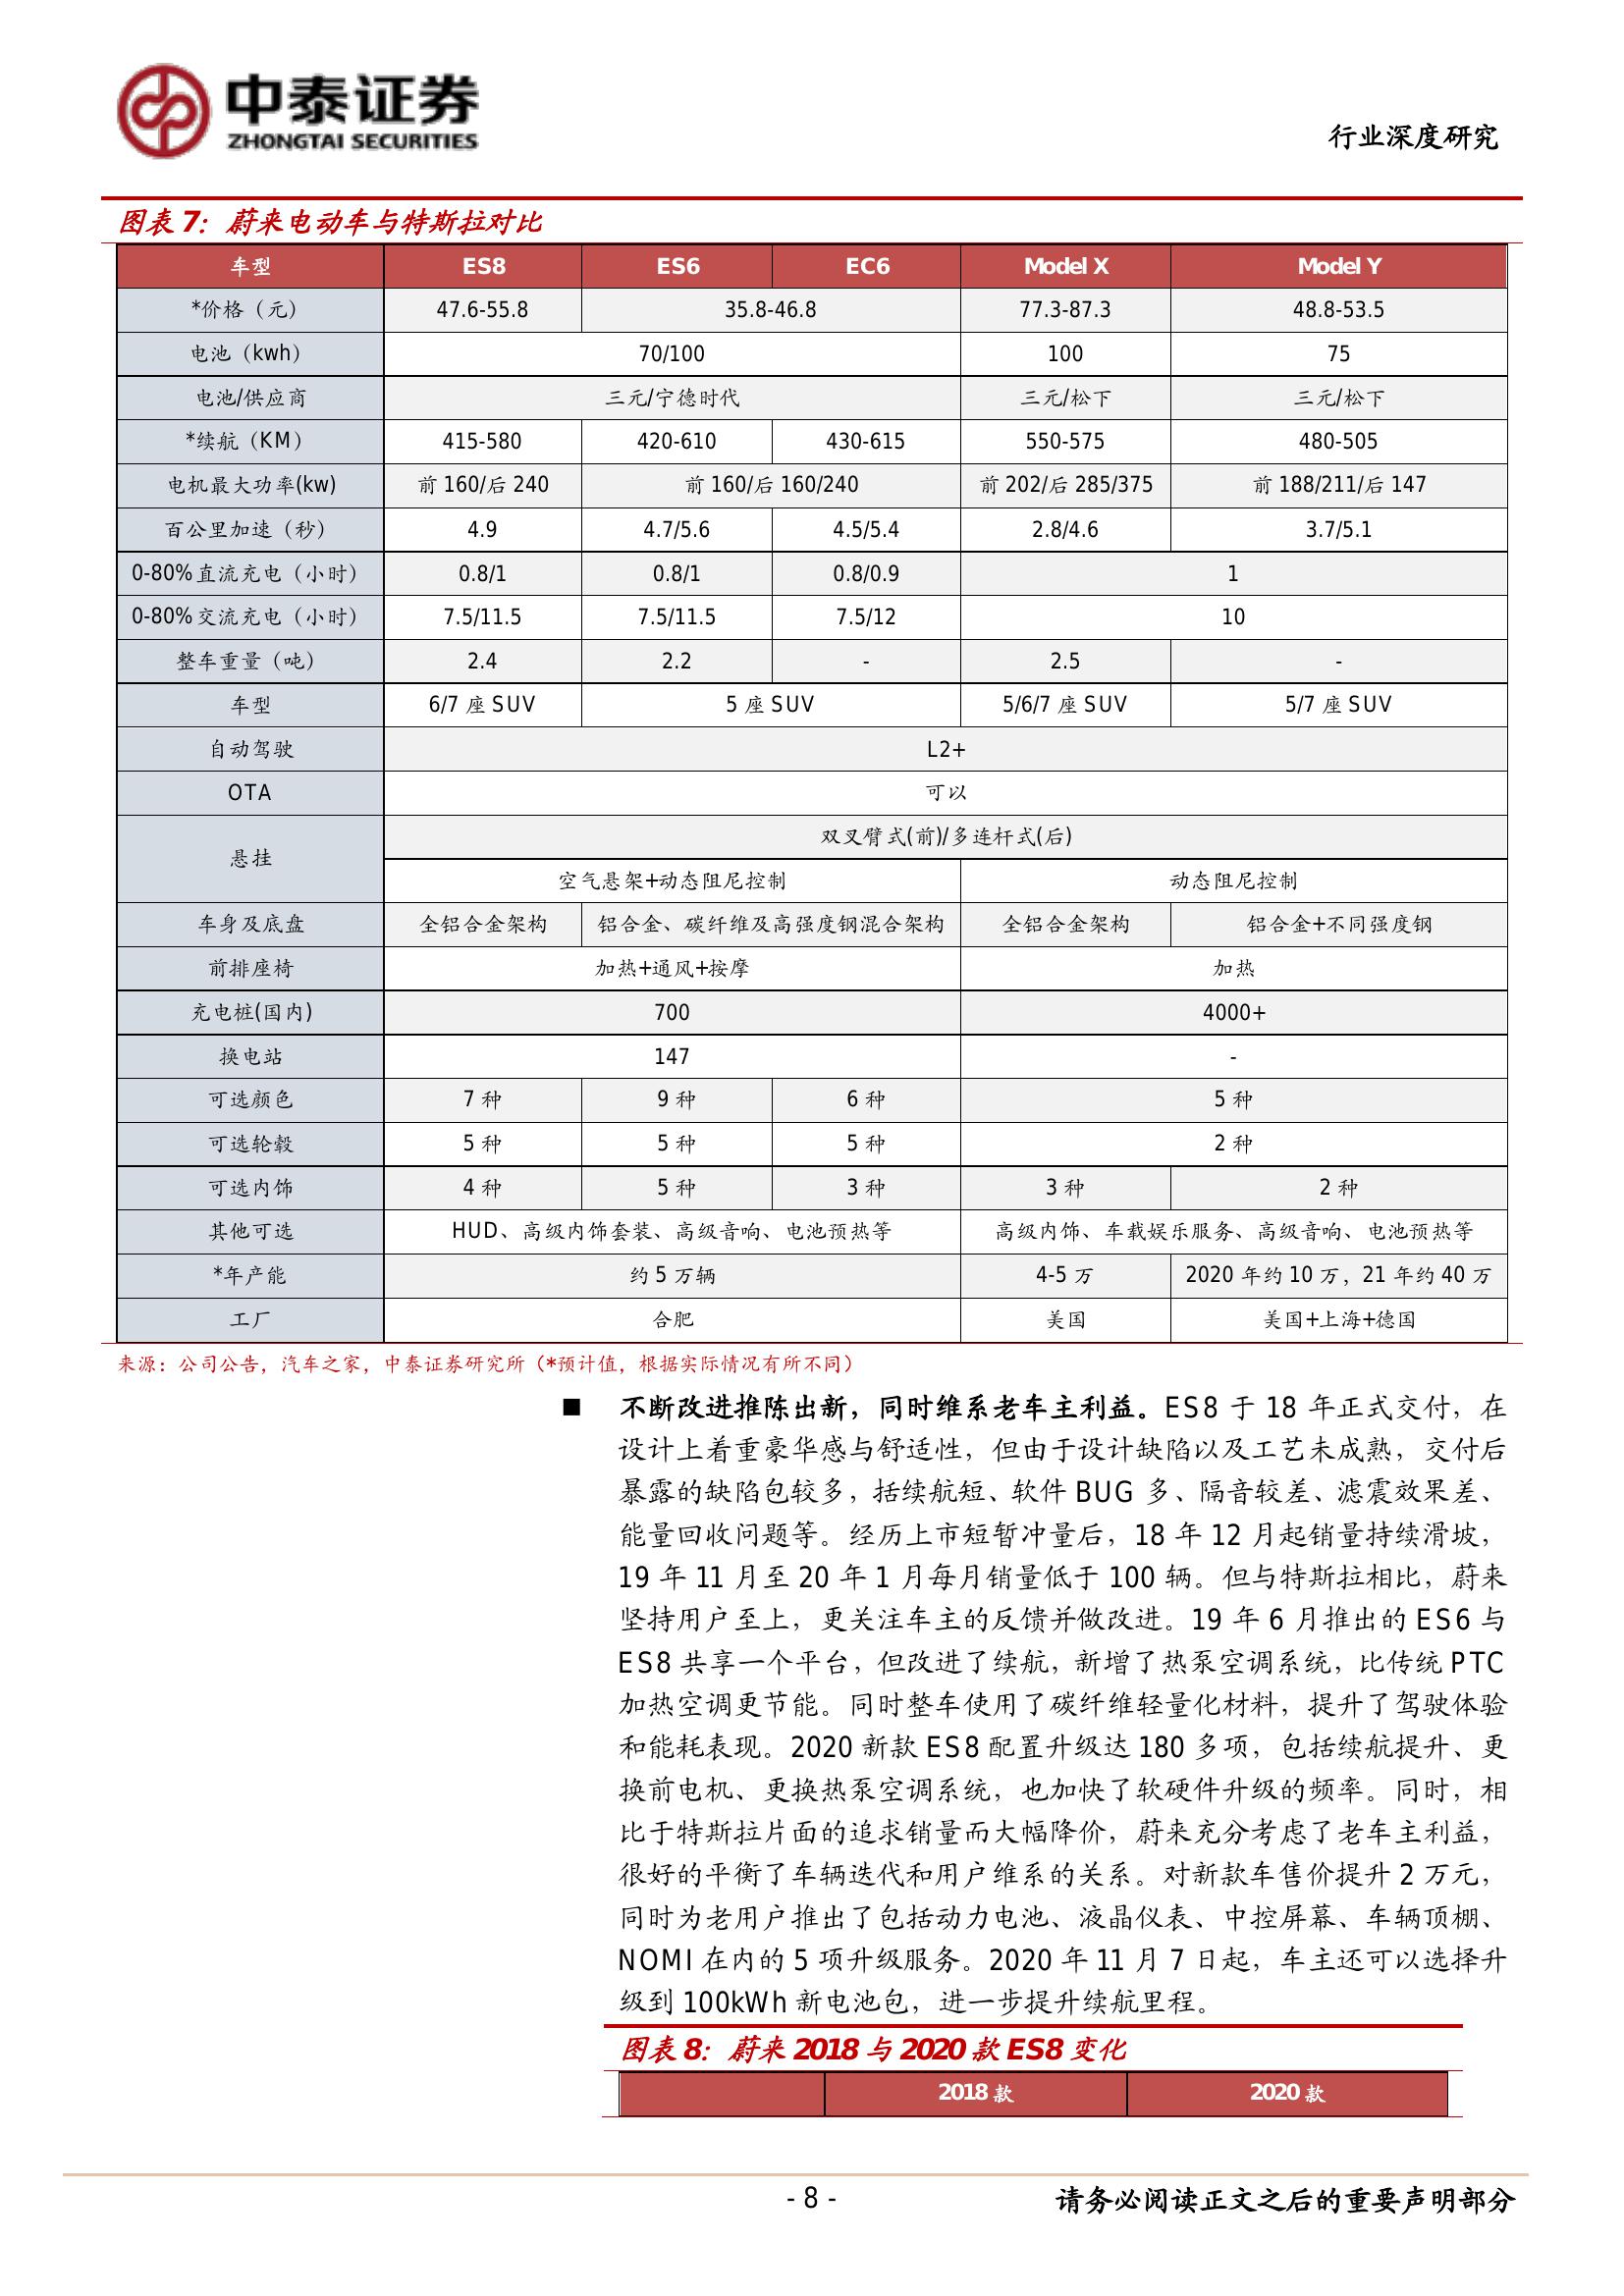 中泰证券
ZHONGTAI SECURITIES
行业深度研究
图表 7：蔚来电动车与特斯拉对比
车型 ES8 ES6 EC6 Model X Model Y
*价格（元） 47.6-55.8 35.8-46.8 77.3-87.3 48.8-53.5
电池（kwh） 70/100 100 75
电池/供应商 三元/宁德时代 三元/松下 三元/松下
*续航（KM） 415-580 420-610 430-615 550-575 480-505
电机最大功率(kw) 前 160/后 240 前 160/后 160/240 前 202/后 285/375 前 188/211/后 147
百公里加速（秒） 4.9 4.7/5.6 4.5/5.4 2.8/4.6 3.7/5.1
0-80%直流充电（小时） 0.8/1 0.8/1 0.8/0.9 1
0-80%交流充电（小时） 7.5/11.5 7.5/11.5 7.5/12 10
整车重量（吨） 2.4 2.2 - 2.5 -
车型 6/7 座 SUV 5 座 SUV 5/6/7 座 SUV 5/7 座 SUV
自动驾驶 L2+
OTA 可以
悬挂 双叉臂式(前)/多连杆式(后)
空气悬架+动态阻尼控制 动态阻尼控制
车身及底盘 全铝合金架构 铝合金、碳纤维及高强度钢混合架构 全铝合金架构 铝合金+不同强度钢
前排座椅 加热+通风+按摩 加热
充电桩(国内) 700 4000+
换电站 147 -
可选颜色 7 种 9 种 6 种 5 种
可选轮毂 5 种 5 种 5 种 2 种
可选内饰 4 种 5 种 3 种 3 种 2 种
其他可选 HUD、高级内饰套装、高级音响、电池预热等 高级内饰、车载娱乐服务、高级音响、电池预热等
*年产能 约 5 万辆 4-5 万 2020 年约 10 万，21 年约 40 万
工厂 合肥 美国 美国+上海+德国
来源：公司公告，汽车之家，中泰证券研究所（*预计值，根据实际情况有所不同）
■ 不断改进推陈出新，同时维系老车主利益。ES8 于 18 年正式交付，在
设计上着重豪华感与舒适性，但由于设计缺陷以及工艺未成熟，交付后
暴露的缺陷包较多，括续航短、软件 BUG 多、隔音较差、滤震效果差、
能量回收问题等。经历上市短暂冲量后，18 年 12 月起销量持续滑坡，
19 年 11 月至 20 年 1 月每月销量低于 100 辆。但与特斯拉相比，蔚来
坚持用户至上，更关注车主的反馈并做改进。19 年 6 月推出的 ES6 与
ES8 共享一个平台，但改进了续航，新增了热泵空调系统，比传统 PTC
加热空调更节能。同时整车使用了碳纤维轻量化材料，提升了驾驶体验
和能耗表现。2020 新款 ES8 配置升级达 180 多项，包括续航提升、更
换前电机、更换热泵空调系统，也加快了软硬件升级的频率。同时，相
比于特斯拉片面的追求销量而大幅降价，蔚来充分考虑了老车主利益，
很好的平衡了车辆迭代和用户维系的关系。对新款车售价提升 2 万元，
同时为老用户推出了包括动力电池、液晶仪表、中控屏幕、车辆顶棚、
NOMI 在内的 5 项升级服务。2020 年 11 月 7 日起，车主还可以选择升
级到 100kWh 新电池包，进一步提升续航里程。
图表 8：蔚来 2018 与 2020 款 ES8 变化
2018 款 2020 款
- 8 -
请务必阅读正文之后的重要声明部分